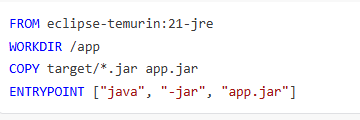 FROM eclipse-temurin:21-jre
WORKDIR /app
COPY target/*.jar app.jar
ENTRYPOINT ["java", "-jar", "app.jar"]